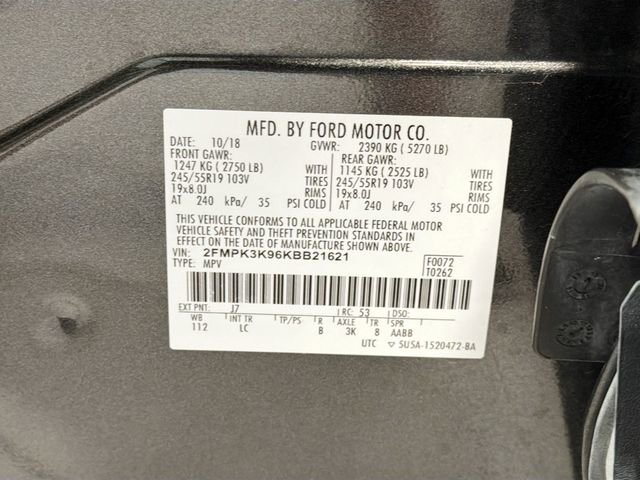 MFD. BY FORD MOTOR CO.
DATE: 10/18 GVWR: 2390 KG ( 5270 LB)
FRONT GAWR: REAR GAWR:
1247 KG ( 2750 LB) WITH 1145 KG ( 2525 LB) WITH
245/55R19 103V TIRES 245/55R19 103V TIRES
19x8.0J RIMS 19x8.0J RIMS
AT 240 kPa/ 35 PSI COLD AT 240 kPa/ 35 PSI COLD
THIS VEHICLE CONFORMS TO ALL APPLICABLE FEDERAL MOTOR
VEHICLE SAFETY AND THEFT PREVENTION STANDARDS IN
EFFECT ON THE DATE OF MANUFACTURE SHOWN ABOVE.
VIN: 2FMPK3K96KBB21621 F0072
TYPE: MPV T0262
EXT PNT: J7 RC: 53 DSO:
WB INT TR TP/PS R AXLE TR SPR
112 LC B 3K 8 AABB
UTC ▽ 5U5A-1520472-BA